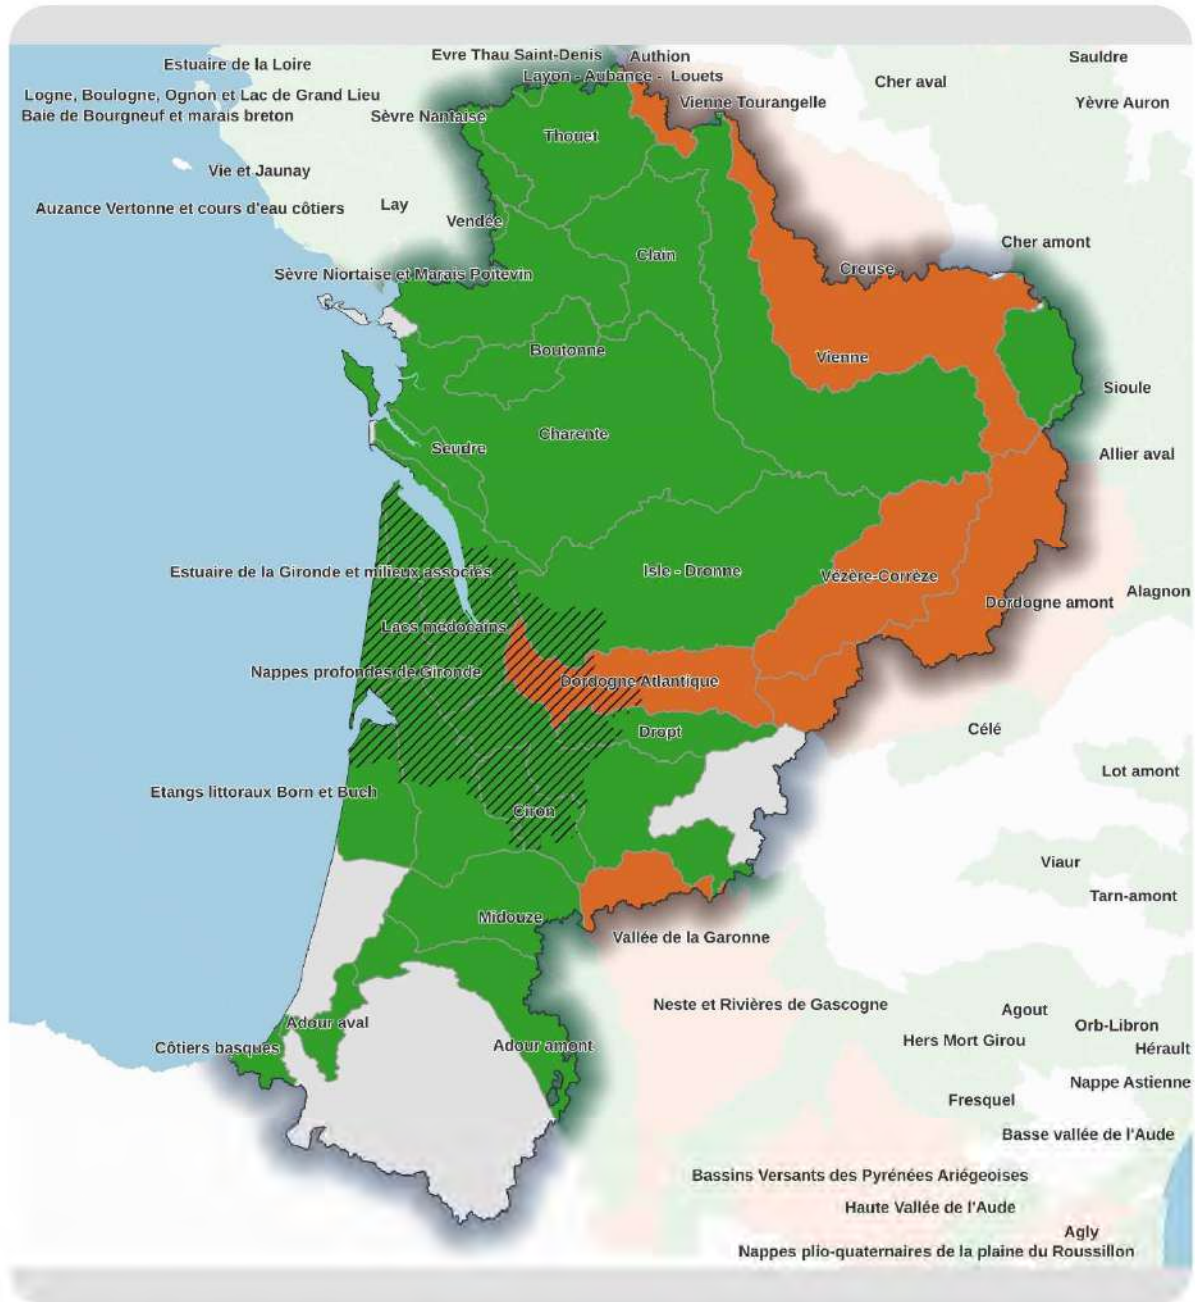 Evre Thau Saint-Denis
Authion
Sauldre
Estuaire de la Loire
Layon - Aubance - Louets
Cher aval
Logne, Boulogne, Ognon et Lac de Grand Lieu
Vienne Tourangelle
Yèvre Auron
Baie de Bourgneuf et marais breton
Sèvre Nantaise
Thouet
Vie et Jaunay
Auzance Vertonne et cours d'eau côtiers
Lay
Vendée
Cher amont
Clain
Creuse
Sèvre Niortaise et Marais Poitevin
Boutonne
Vienne
Sioule
Charente
Seudre
Allier aval
Estuaire de la Gironde et milieux associés
Isle - Dronne
Vézère-Corrèze
Alagnon
Dordogne amont
Lacs médocains
Nappes profondes de Gironde
Dordogne Atlantique
Dropt
Célé
Lot amont
Etangs littoraux Born et Buch
Ciron
Viaur
Tarn-amont
Midouze
Vallée de la Garonne
Neste et Rivières de Gascogne
Agout
Adour aval
Orb-Libron
Côtiers basques
Adour amont
Hers Mort Girou
Hérault
Nappe Astienne
Fresquel
Basse vallée de l'Aude
Bassins Versants des Pyrénées Ariégeoises
Haute Vallée de l'Aude
Agly
Nappes plio-quaternaires de la plaine du Roussillon